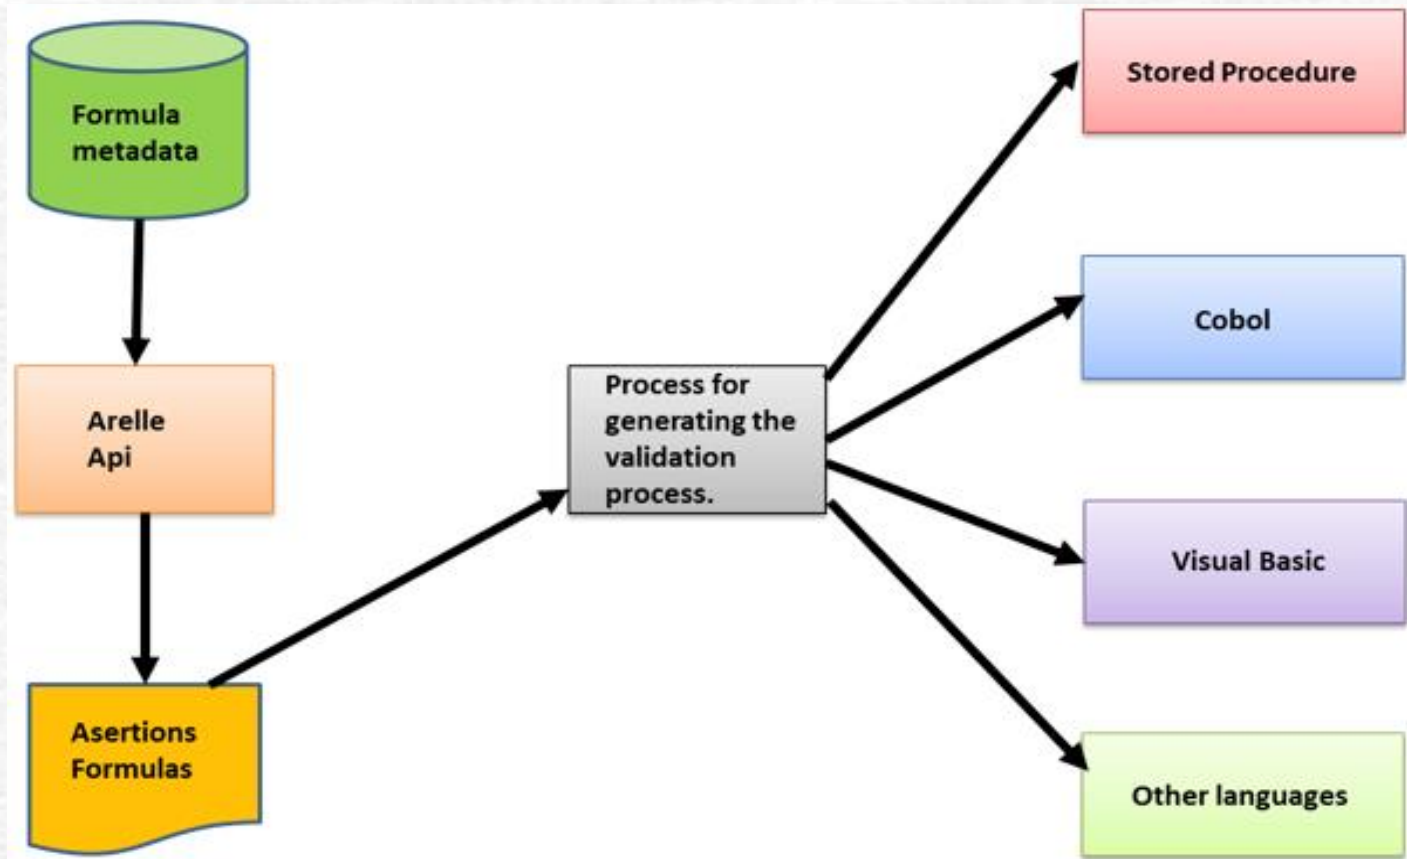 Formula
metadata
Arelle
Api
Asertions
Formulas
Process for
generating the
validation
process.
Stored Procedure
Cobol
Visual Basic
Other languages